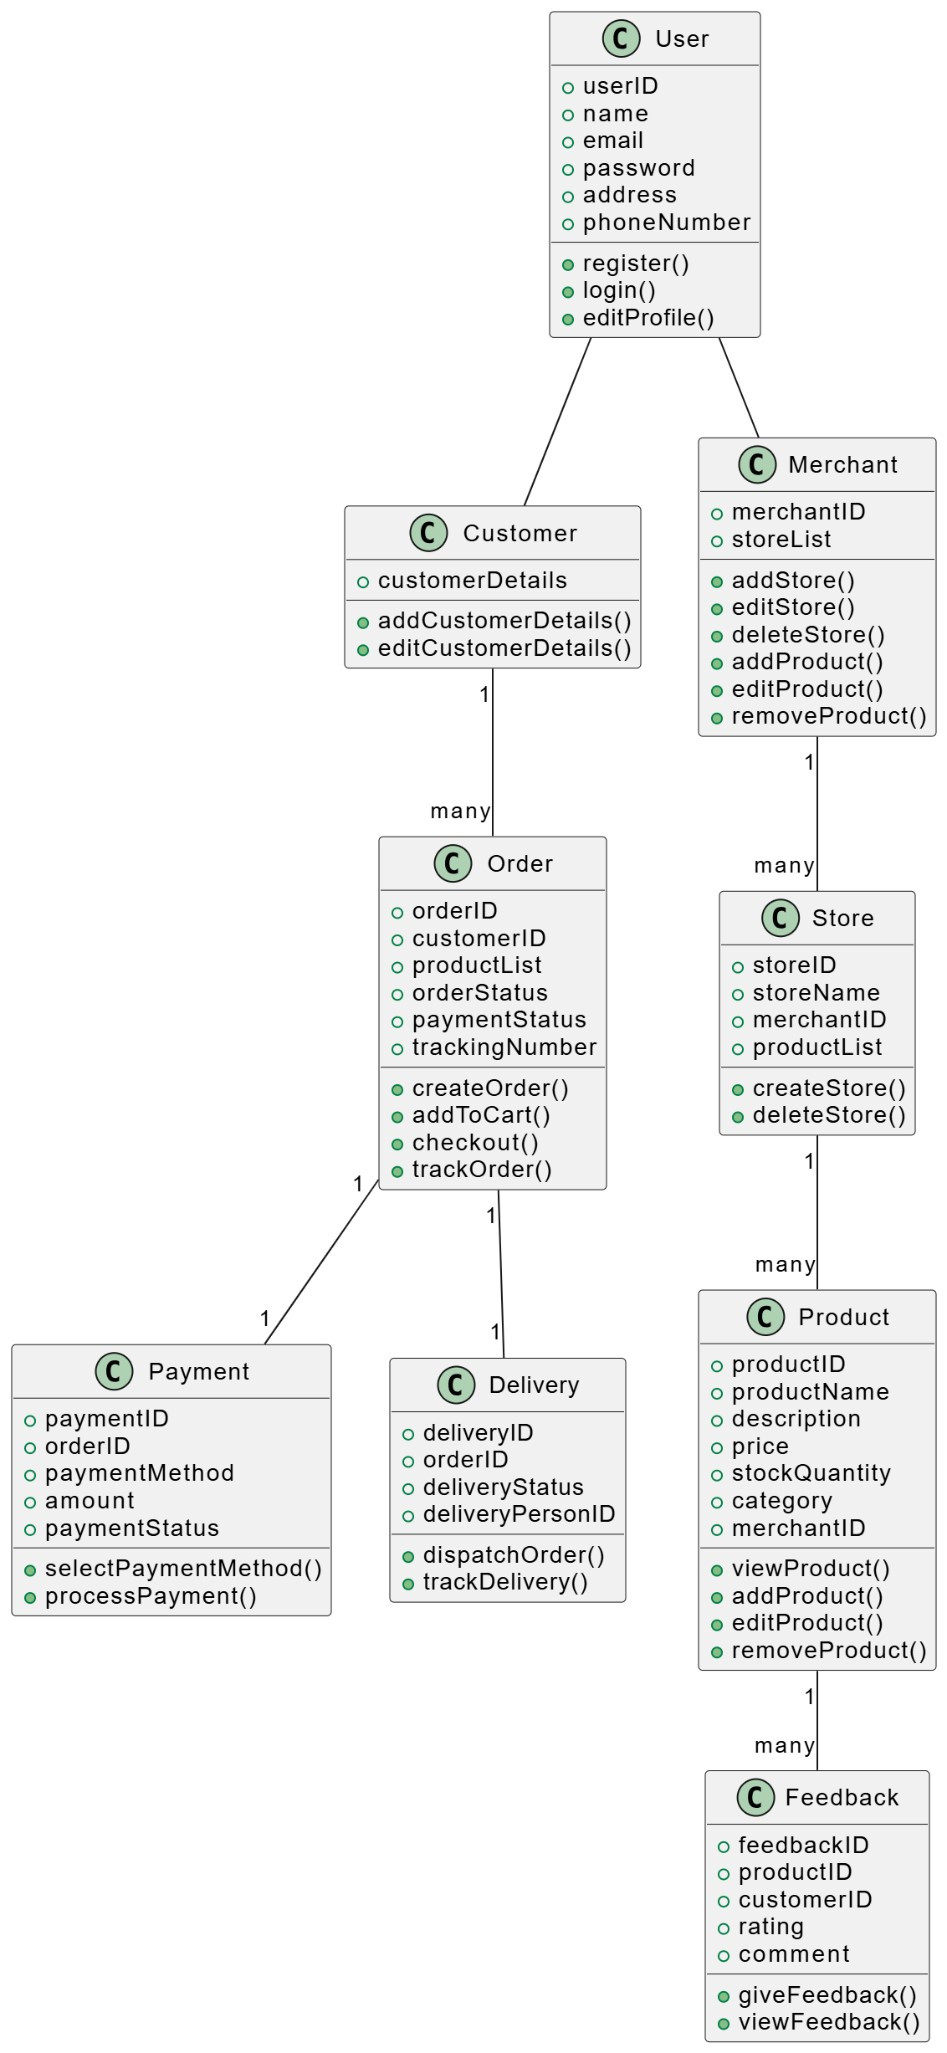 C User
userID
name
email
password
address
phoneNumber
register()
login()
editProfile()
C Customer
customerDetails
addCustomerDetails()
editCustomerDetails()
C Merchant
merchantID
storeList
addStore()
editStore()
deleteStore()
addProduct()
editProduct()
removeProduct()
1
many
1
many
C Order
orderID
customerID
productList
orderStatus
paymentStatus
trackingNumber
createOrder()
addToCart()
checkout()
trackOrder()
C Store
storeID
storeName
merchantID
productList
createStore()
deleteStore()
1
1
1
1
1
many
C Payment
paymentID
orderID
paymentMethod
amount
paymentStatus
selectPaymentMethod()
processPayment()
C Delivery
deliveryID
orderID
deliveryStatus
deliveryPersonID
dispatchOrder()
trackDelivery()
C Product
productID
productName
description
price
stockQuantity
category
merchantID
viewProduct()
addProduct()
editProduct()
removeProduct()
1
many
C Feedback
feedbackID
productID
customerID
rating
comment
giveFeedback()
viewFeedback()